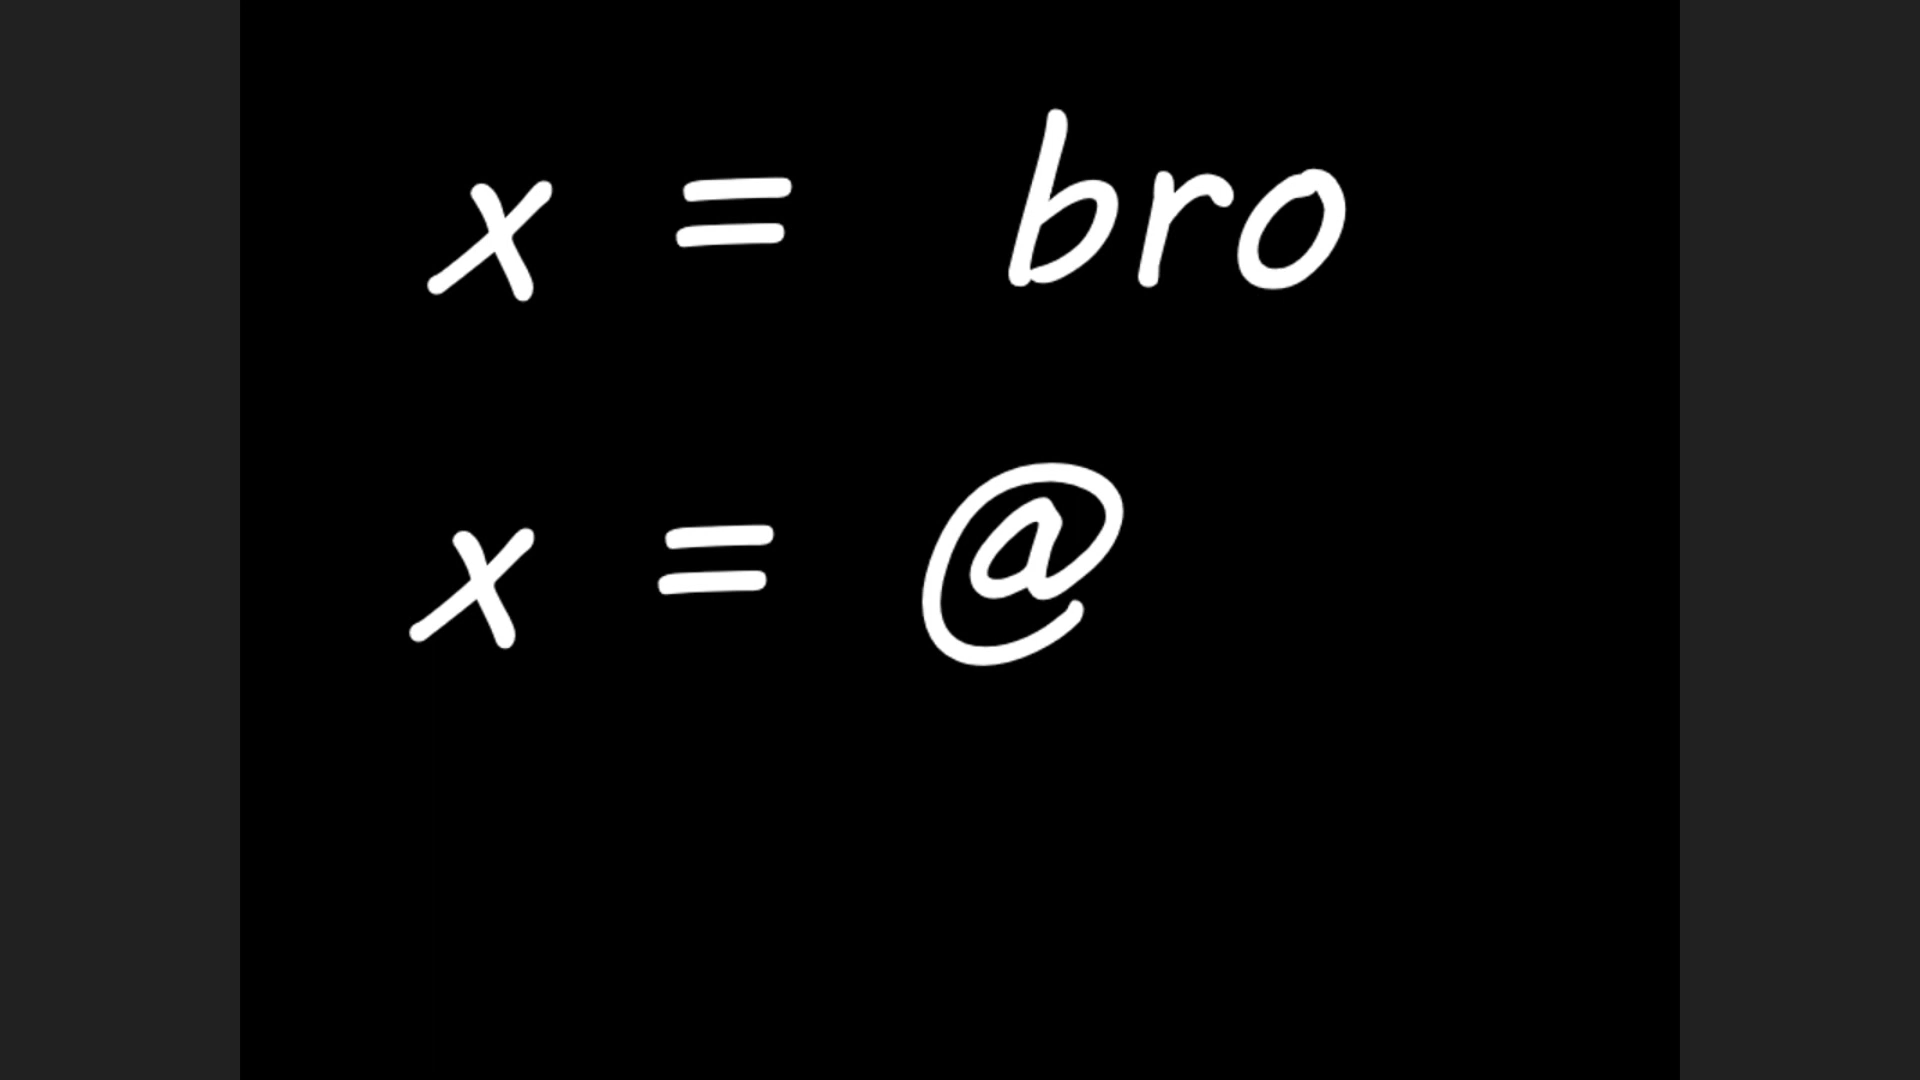 x = bro
x = @